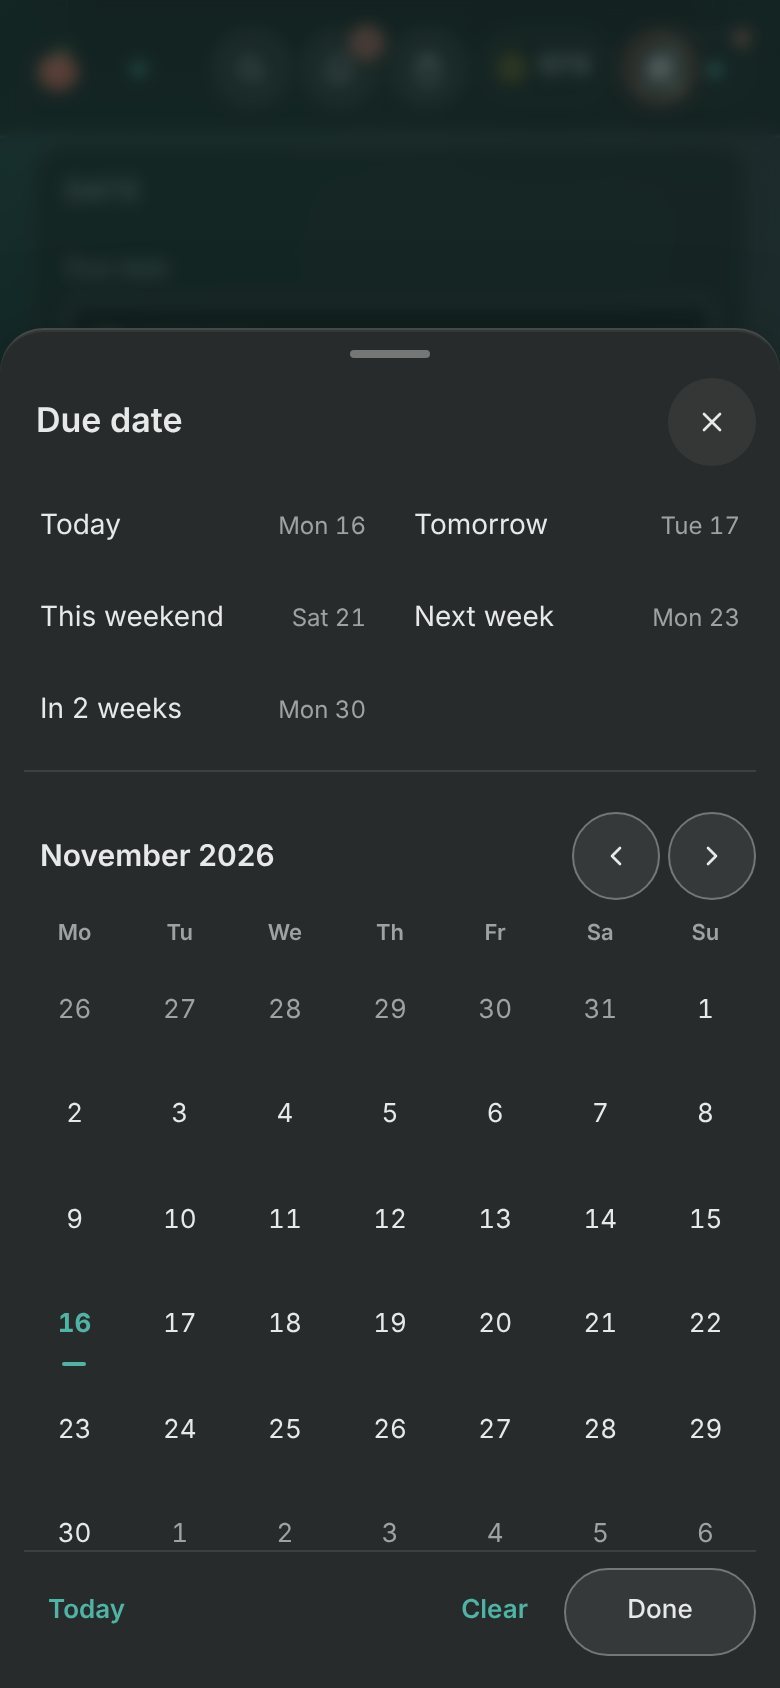 Due date
Today Mon 16 Tomorrow Tue 17
This weekend Sat 21 Next week Mon 23
In 2 weeks Mon 30
November 2026
Mo Tu We Th Fr Sa Su
26 27 28 29 30 31 1
2 3 4 5 6 7 8
9 10 11 12 13 14 15
16 17 18 19 20 21 22
23 24 25 26 27 28 29
30 1 2 3 4 5 6
Today Clear Done